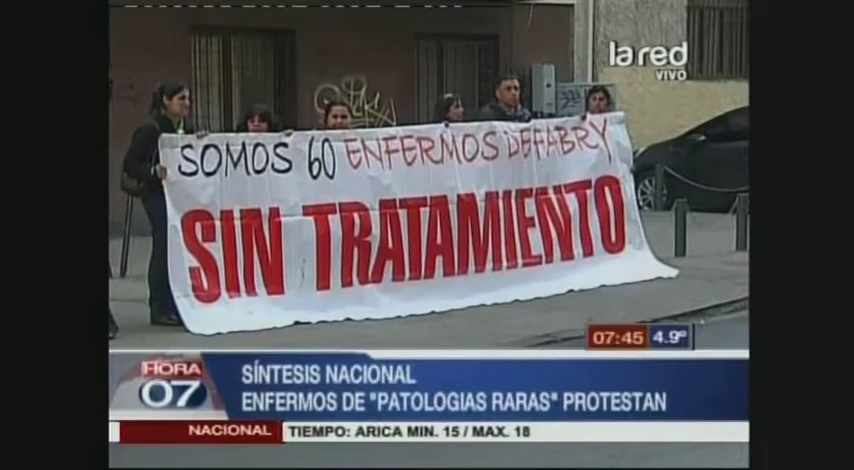 la red
VIVO
SOMOS 60 ENFERMOS DE FABRY
SIN TRATAMIENTO
07:45 4.9°
HORA
07
SÍNTESIS NACIONAL
ENFERMOS DE "PATOLOGIAS RARAS" PROTESTAN
NACIONAL TIEMPO: ARICA MIN. 15 / MAX. 18